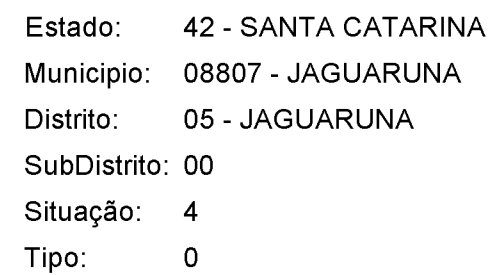 Estado: 42 - SANTA CATARINA
Municipio: 08807 - JAGUARUNA
Distrito: 05 - JAGUARUNA
SubDistrito: 00
Situação: 4
Tipo: 0